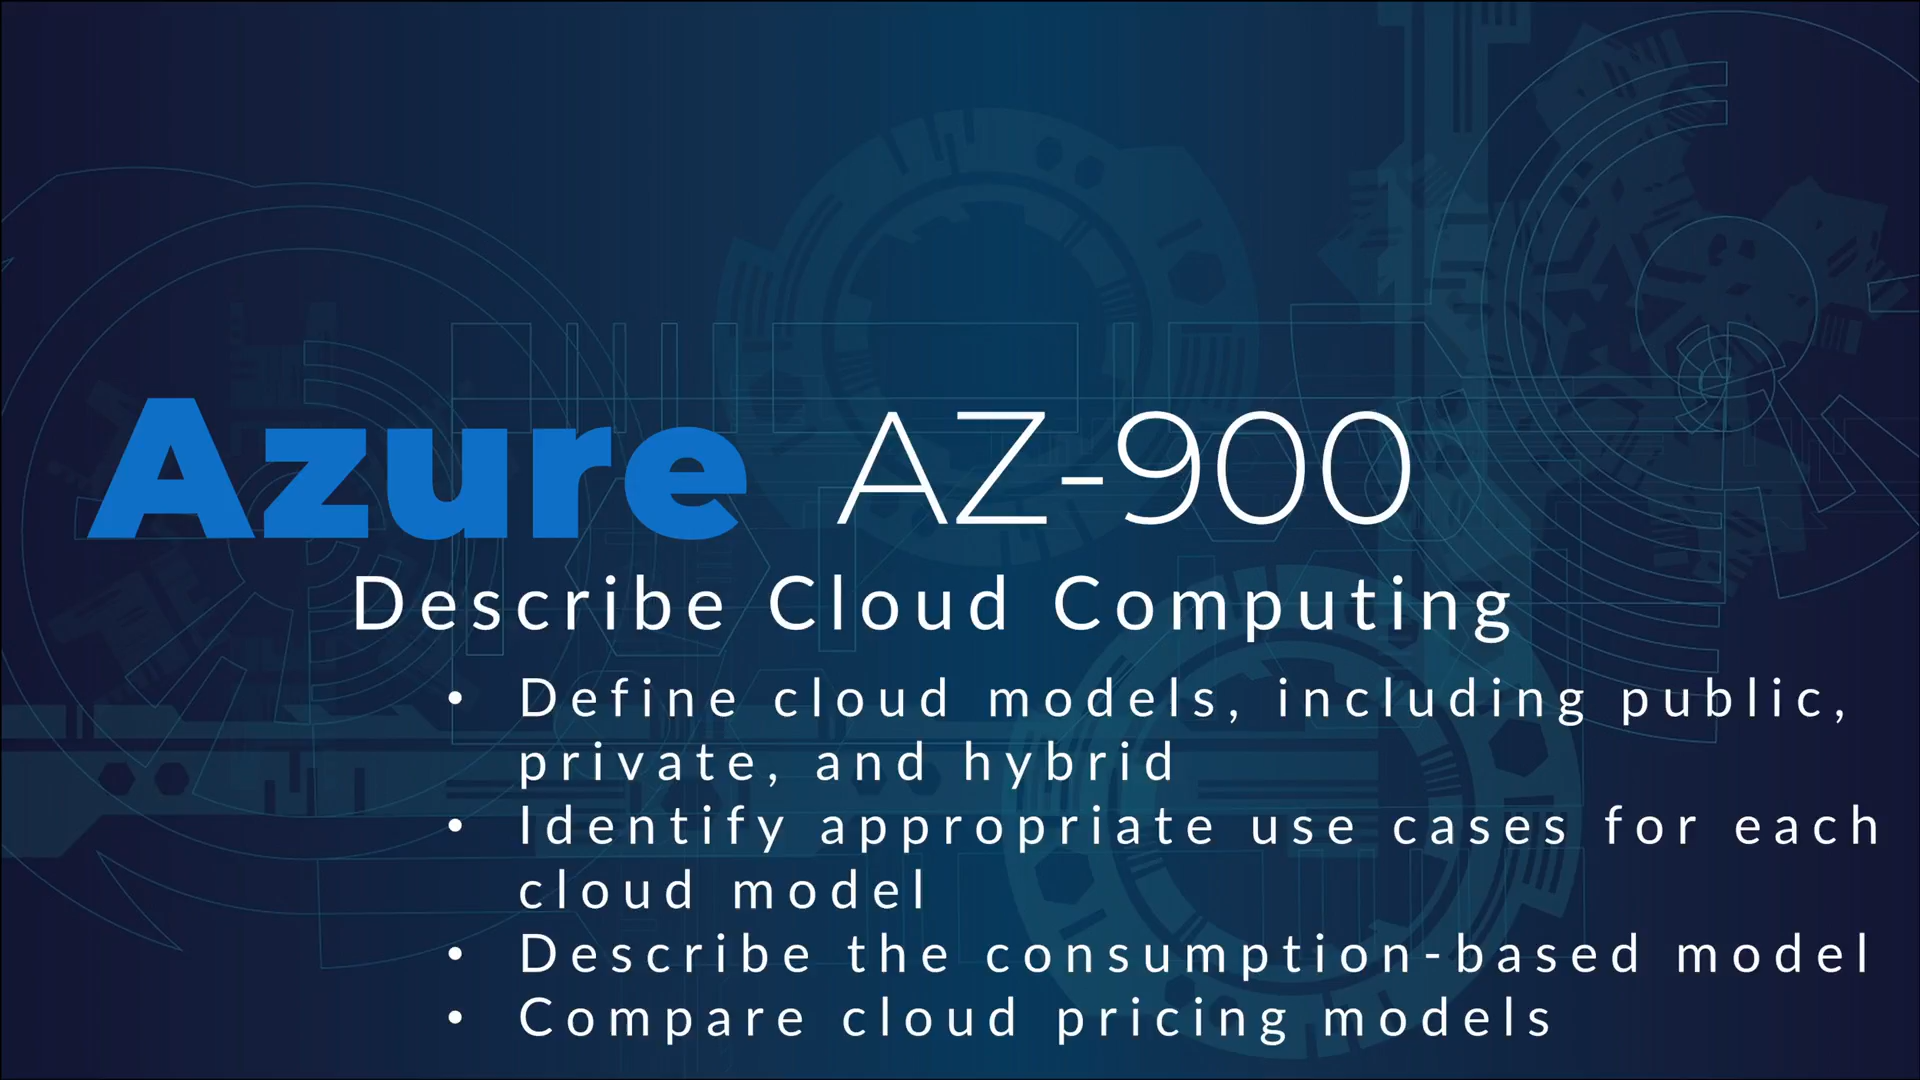 Azure AZ-900
Describe Cloud Computing
• Define cloud models, including public,
private, and hybrid
• Identify appropriate use cases for each
cloud model
• Describe the consumption-based model
• Compare cloud pricing models